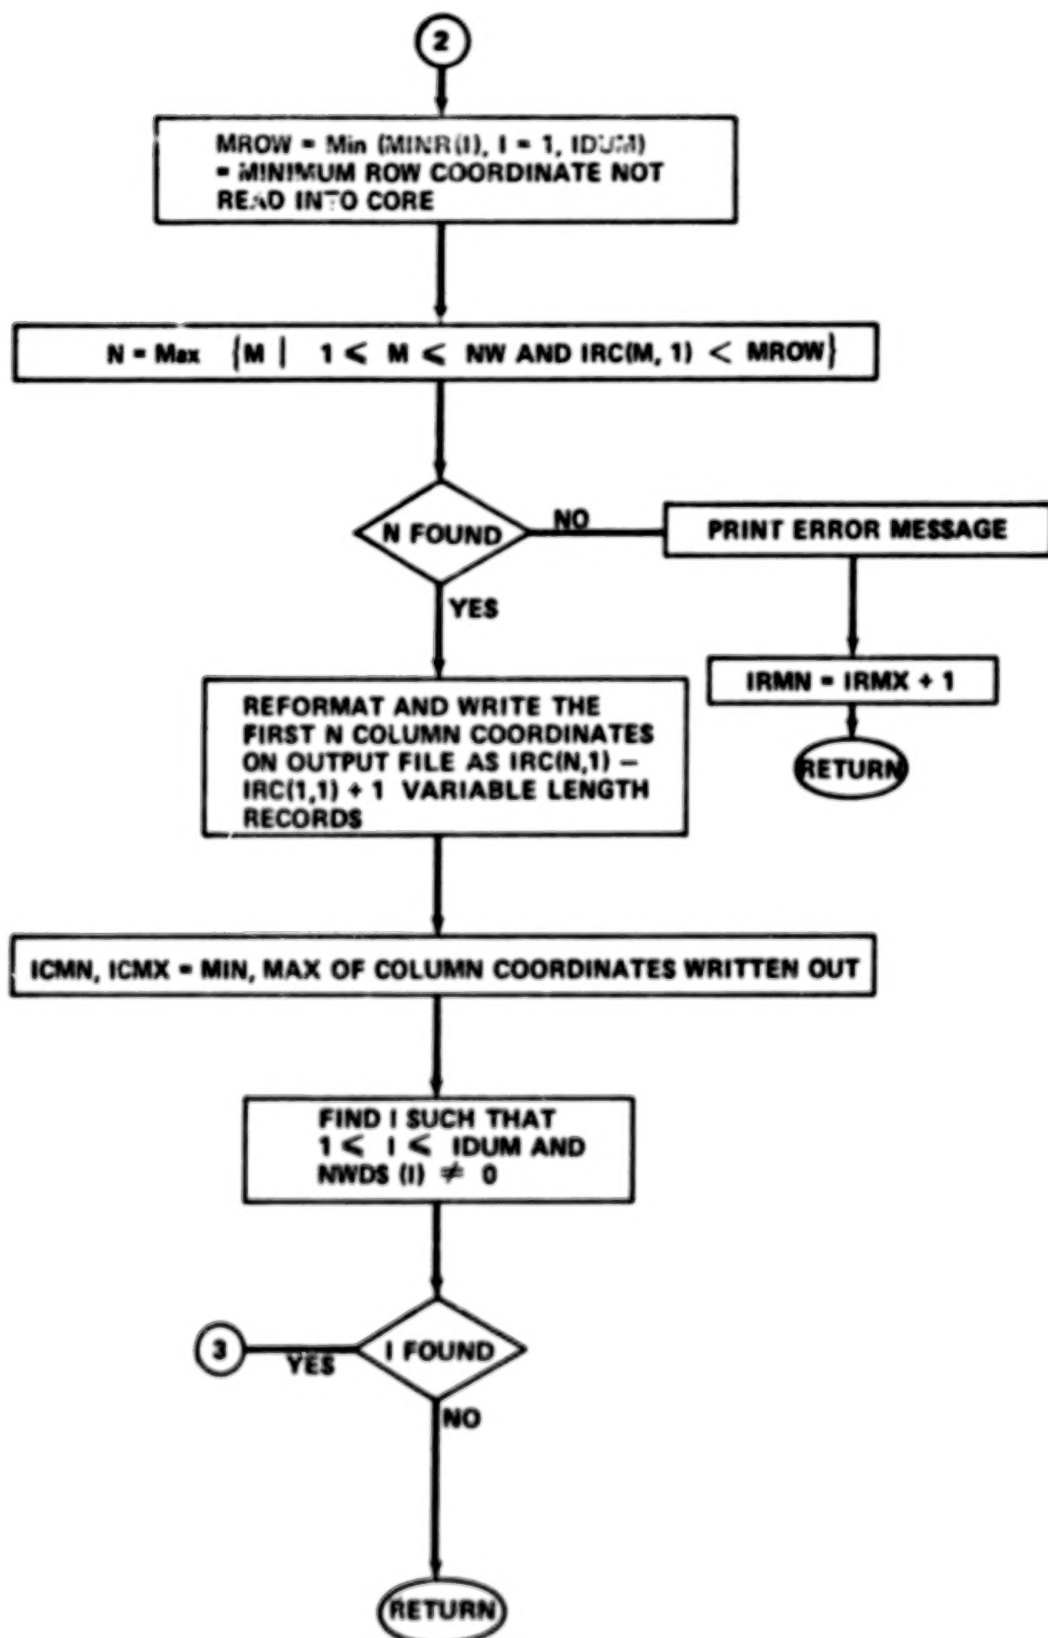 2
MROW = Min (MINR(I), I = 1, IDUM)
= MINIMUM ROW COORDINATE NOT
READ INTO CORE
N = Max {M | 1 ⩽ M ⩽ NW AND IRC(M, 1) < MROW}
N FOUND
NO
PRINT ERROR MESSAGE
YES
IRMN = IRMX + 1
RETURN
REFORMAT AND WRITE THE
FIRST N COLUMN COORDINATES
ON OUTPUT FILE AS IRC(N,1) –
IRC(1,1) + 1 VARIABLE LENGTH
RECORDS
ICMN, ICMX = MIN, MAX OF COLUMN COORDINATES WRITTEN OUT
FIND I SUCH THAT
1 ⩽ I ⩽ IDUM AND
NWDS (I) ≠ 0
3
YES
I FOUND
NO
RETURN